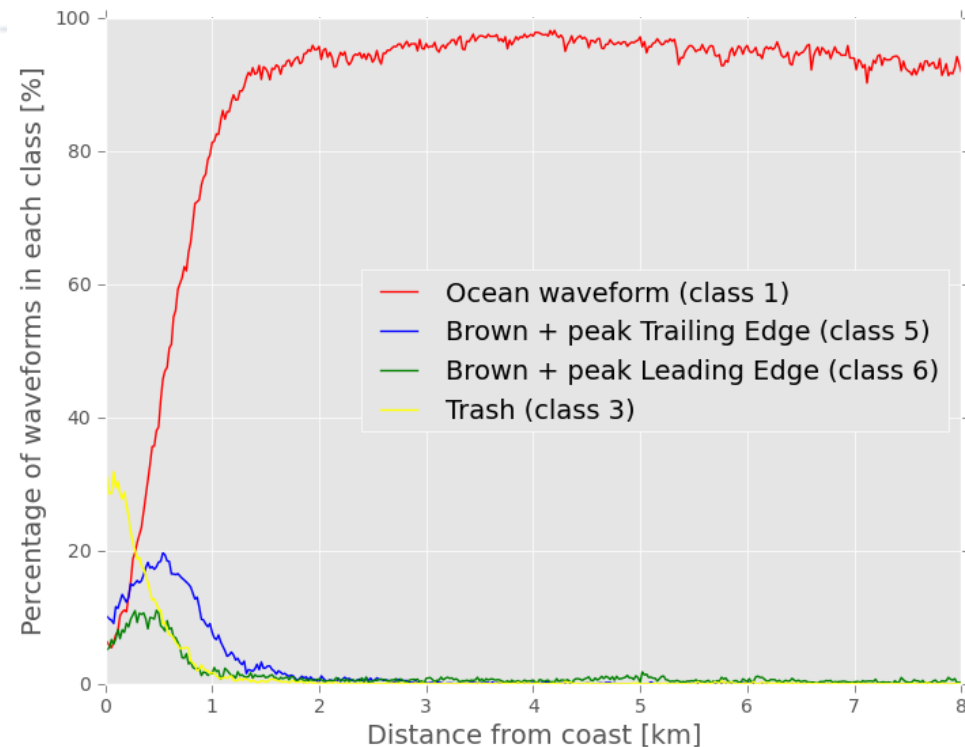 100
80
60
40
20
0
Percentage of waveforms in each class [%]
Ocean waveform (class 1)
Brown + peak Trailing Edge (class 5)
Brown + peak Leading Edge (class 6)
Trash (class 3)
0 1 2 3 4 5 6 7 8
Distance from coast [km]